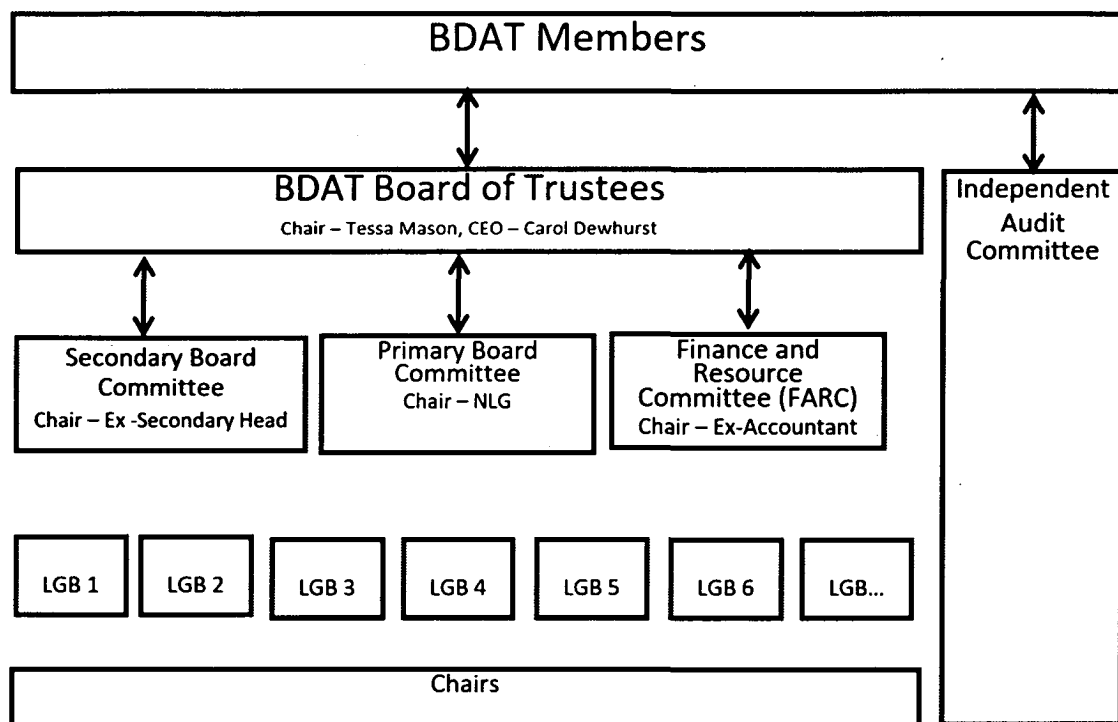 BDAT Members
BDAT Board of Trustees
Chair – Tessa Mason, CEO – Carol Dewhurst
Independent
Audit
Committee
Secondary Board
Committee
Chair – Ex -Secondary Head
Primary Board
Committee
Chair – NLG
Finance and
Resource
Committee (FARC)
Chair – Ex-Accountant
LGB 1
LGB 2
LGB 3
LGB 4
LGB 5
LGB 6
LGB...
Chairs